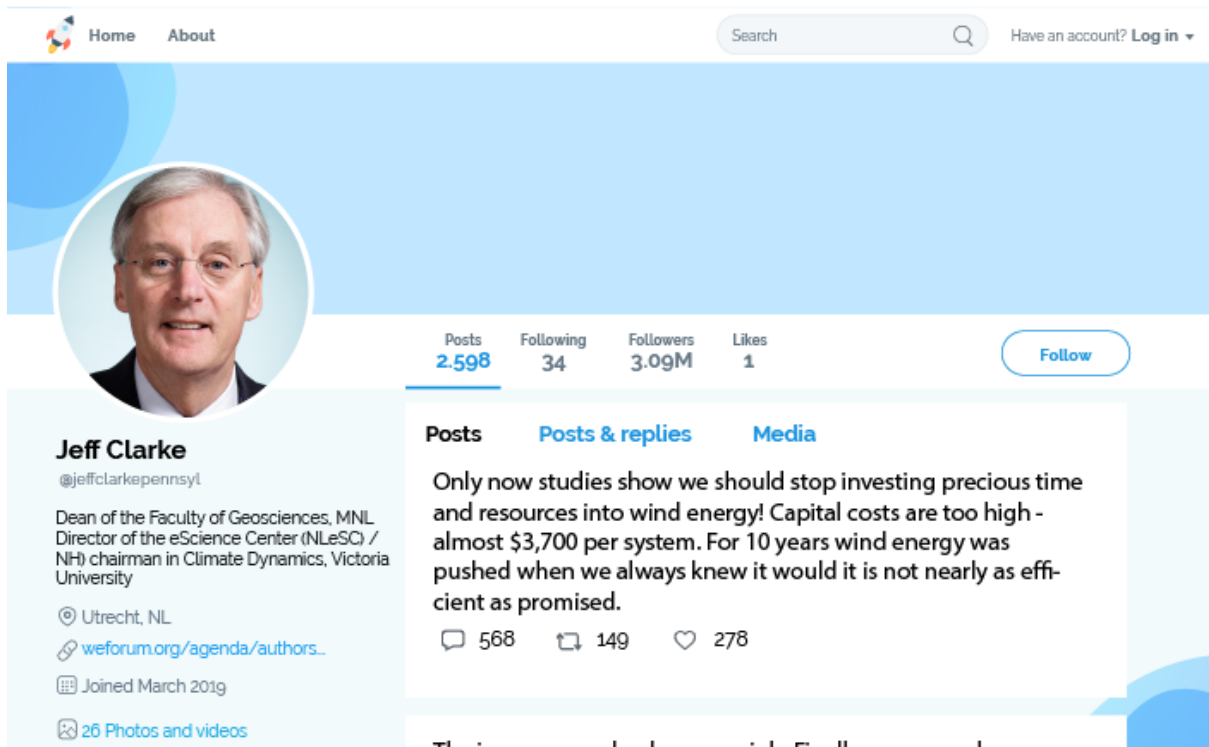 Home About Search Have an account? Log in
Posts Following Followers Likes
2.598 34 3.09M 1
Follow
Jeff Clarke
@jeffclarkepennsyl
Dean of the Faculty of Geosciences, MNL
Director of the eScience Center (NLeSC) /
NH) chairman in Climate Dynamics, Victoria
University
Utrecht, NL
weforum.org/agenda/authors...
Joined March 2019
26 Photos and videos
Posts Posts & replies Media
Only now studies show we should stop investing precious time
and resources into wind energy! Capital costs are too high -
almost $3,700 per system. For 10 years wind energy was
pushed when we always knew it would it is not nearly as effi-
cient as promised.
568 149 278